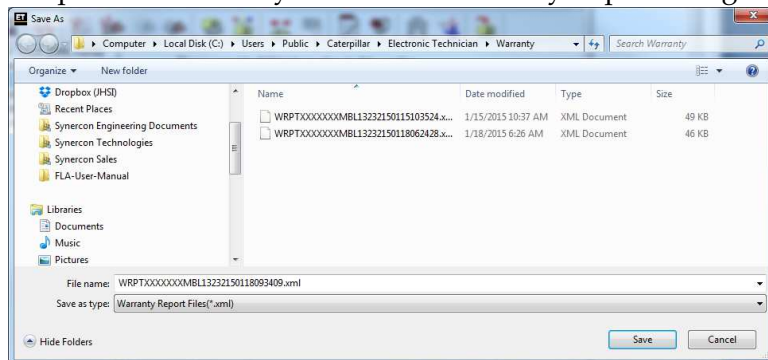 ET Save As
Computer ▸ Local Disk (C:) ▸ Users ▸ Public ▸ Caterpillar ▸ Electronic Technician ▸ Warranty
Search Warranty
Organize ▾ New folder
Name Date modified Type Size
Dropbox (JHSI)
Recent Places
Synercon Engineering Documents
Synercon Technologies
Synercon Sales
FLA-User-Manual
Libraries
Documents
Music
Pictures
WRPTXXXXXXXMBL13232150115103524.x... 1/15/2015 10:37 AM XML Document 49 KB
WRPTXXXXXXXMBL13232150118062428.x... 1/18/2015 6:26 AM XML Document 46 KB
File name: WRPTXXXXXXXMBL13232150118093409.xml
Save as type: Warranty Report Files(*.xml)
Hide Folders Save Cancel